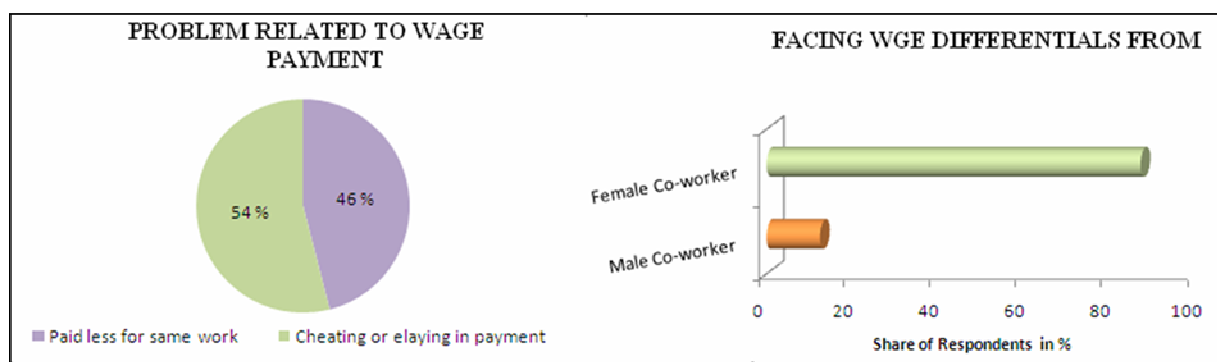 PROBLEM RELATED TO WAGE
PAYMENT
54 %
46 %
Paid less for same work
Cheating or elaying in payment
FACING WGE DIFFERENTIALS FROM
Female Co-worker
Male Co-worker
0 20 40 60 80 100
Share of Respondents in %